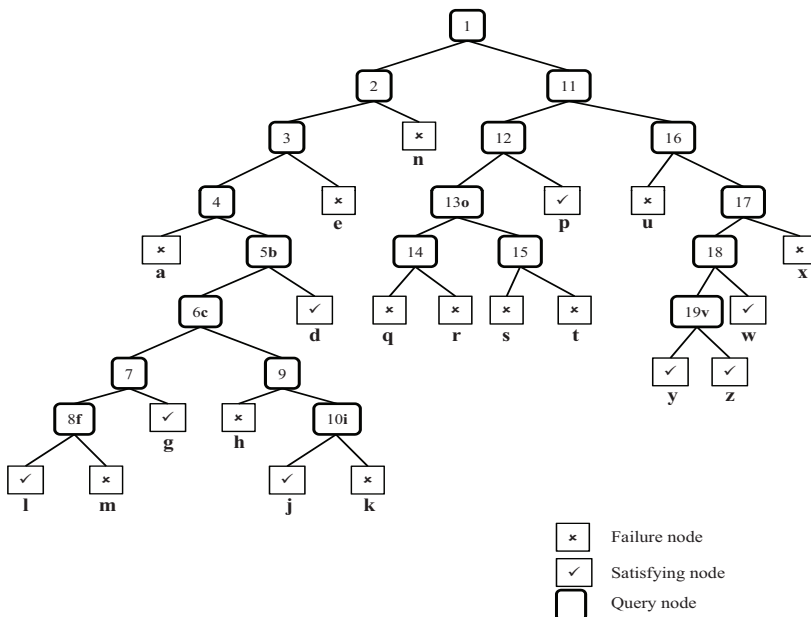 1
2
11
3
n
12
16
4
e
13o
p
u
17
a
5b
14
15
18
x
6c
d
q
r
s
t
19v
w
7
9
y
z
8f
g
h
10i
l
m
j
k
Failure node
Satisfying node
Query node